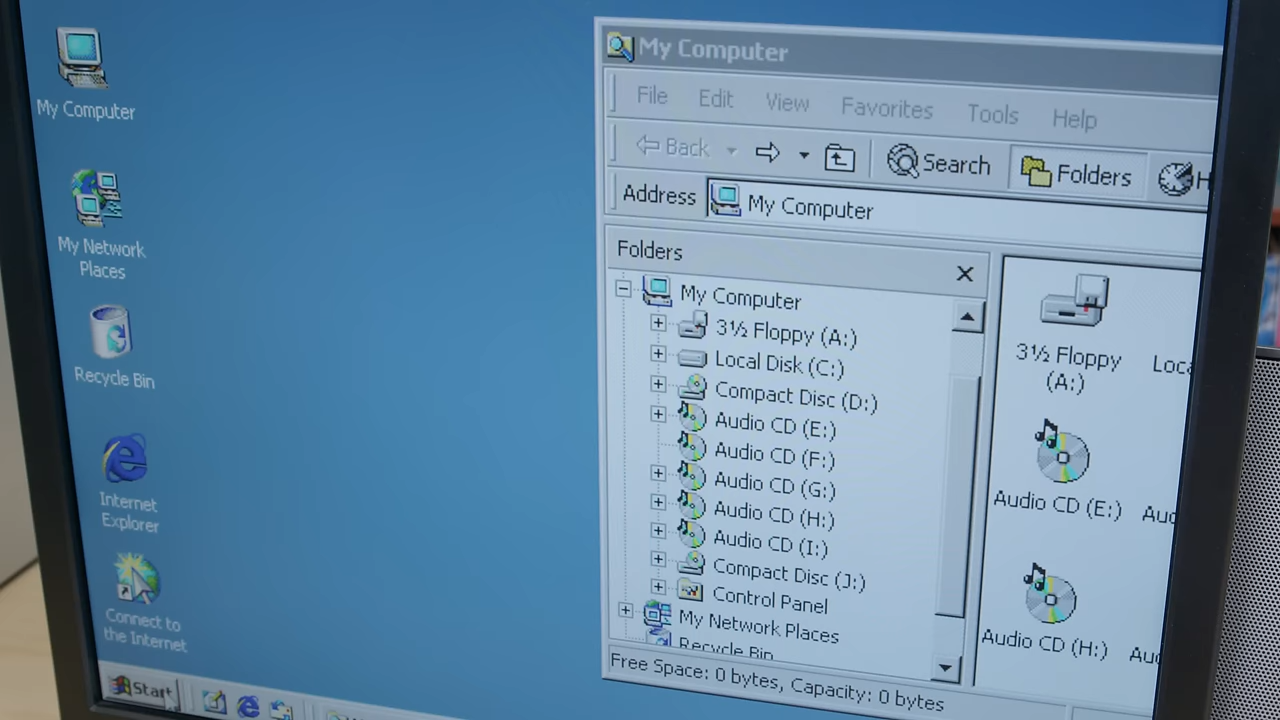 My Computer
My Network
Places
Recycle Bin
Internet
Explorer
Connect to
the Internet
Start
My Computer
File Edit View Favorites Tools Help
Back Search Folders
Address My Computer
Folders
My Computer
3½ Floppy (A:)
Local Disk (C:)
Compact Disc (D:)
Audio CD (E:)
Audio CD (F:)
Audio CD (G:)
Audio CD (H:)
Audio CD (I:)
Compact Disc (J:)
Control Panel
My Network Places
Recycle Bin
3½ Floppy
(A:)
Audio CD (E:)
Audio CD (H:)
Free Space: 0 bytes, Capacity: 0 bytes